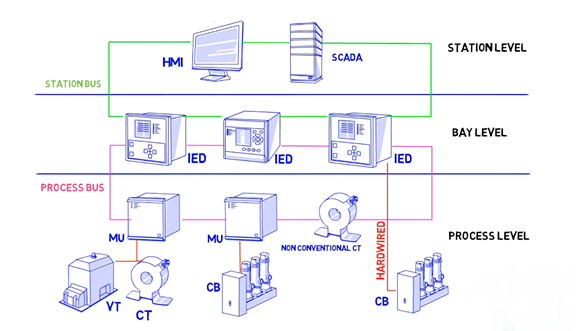 STATION LEVEL
HMI
SCADA
STATION BUS
BAY LEVEL
IED
IED
IED
PROCESS BUS
MU
MU
NON CONVENTIONAL CT
HARDWIRED
PROCESS LEVEL
VT
CT
CB
CB